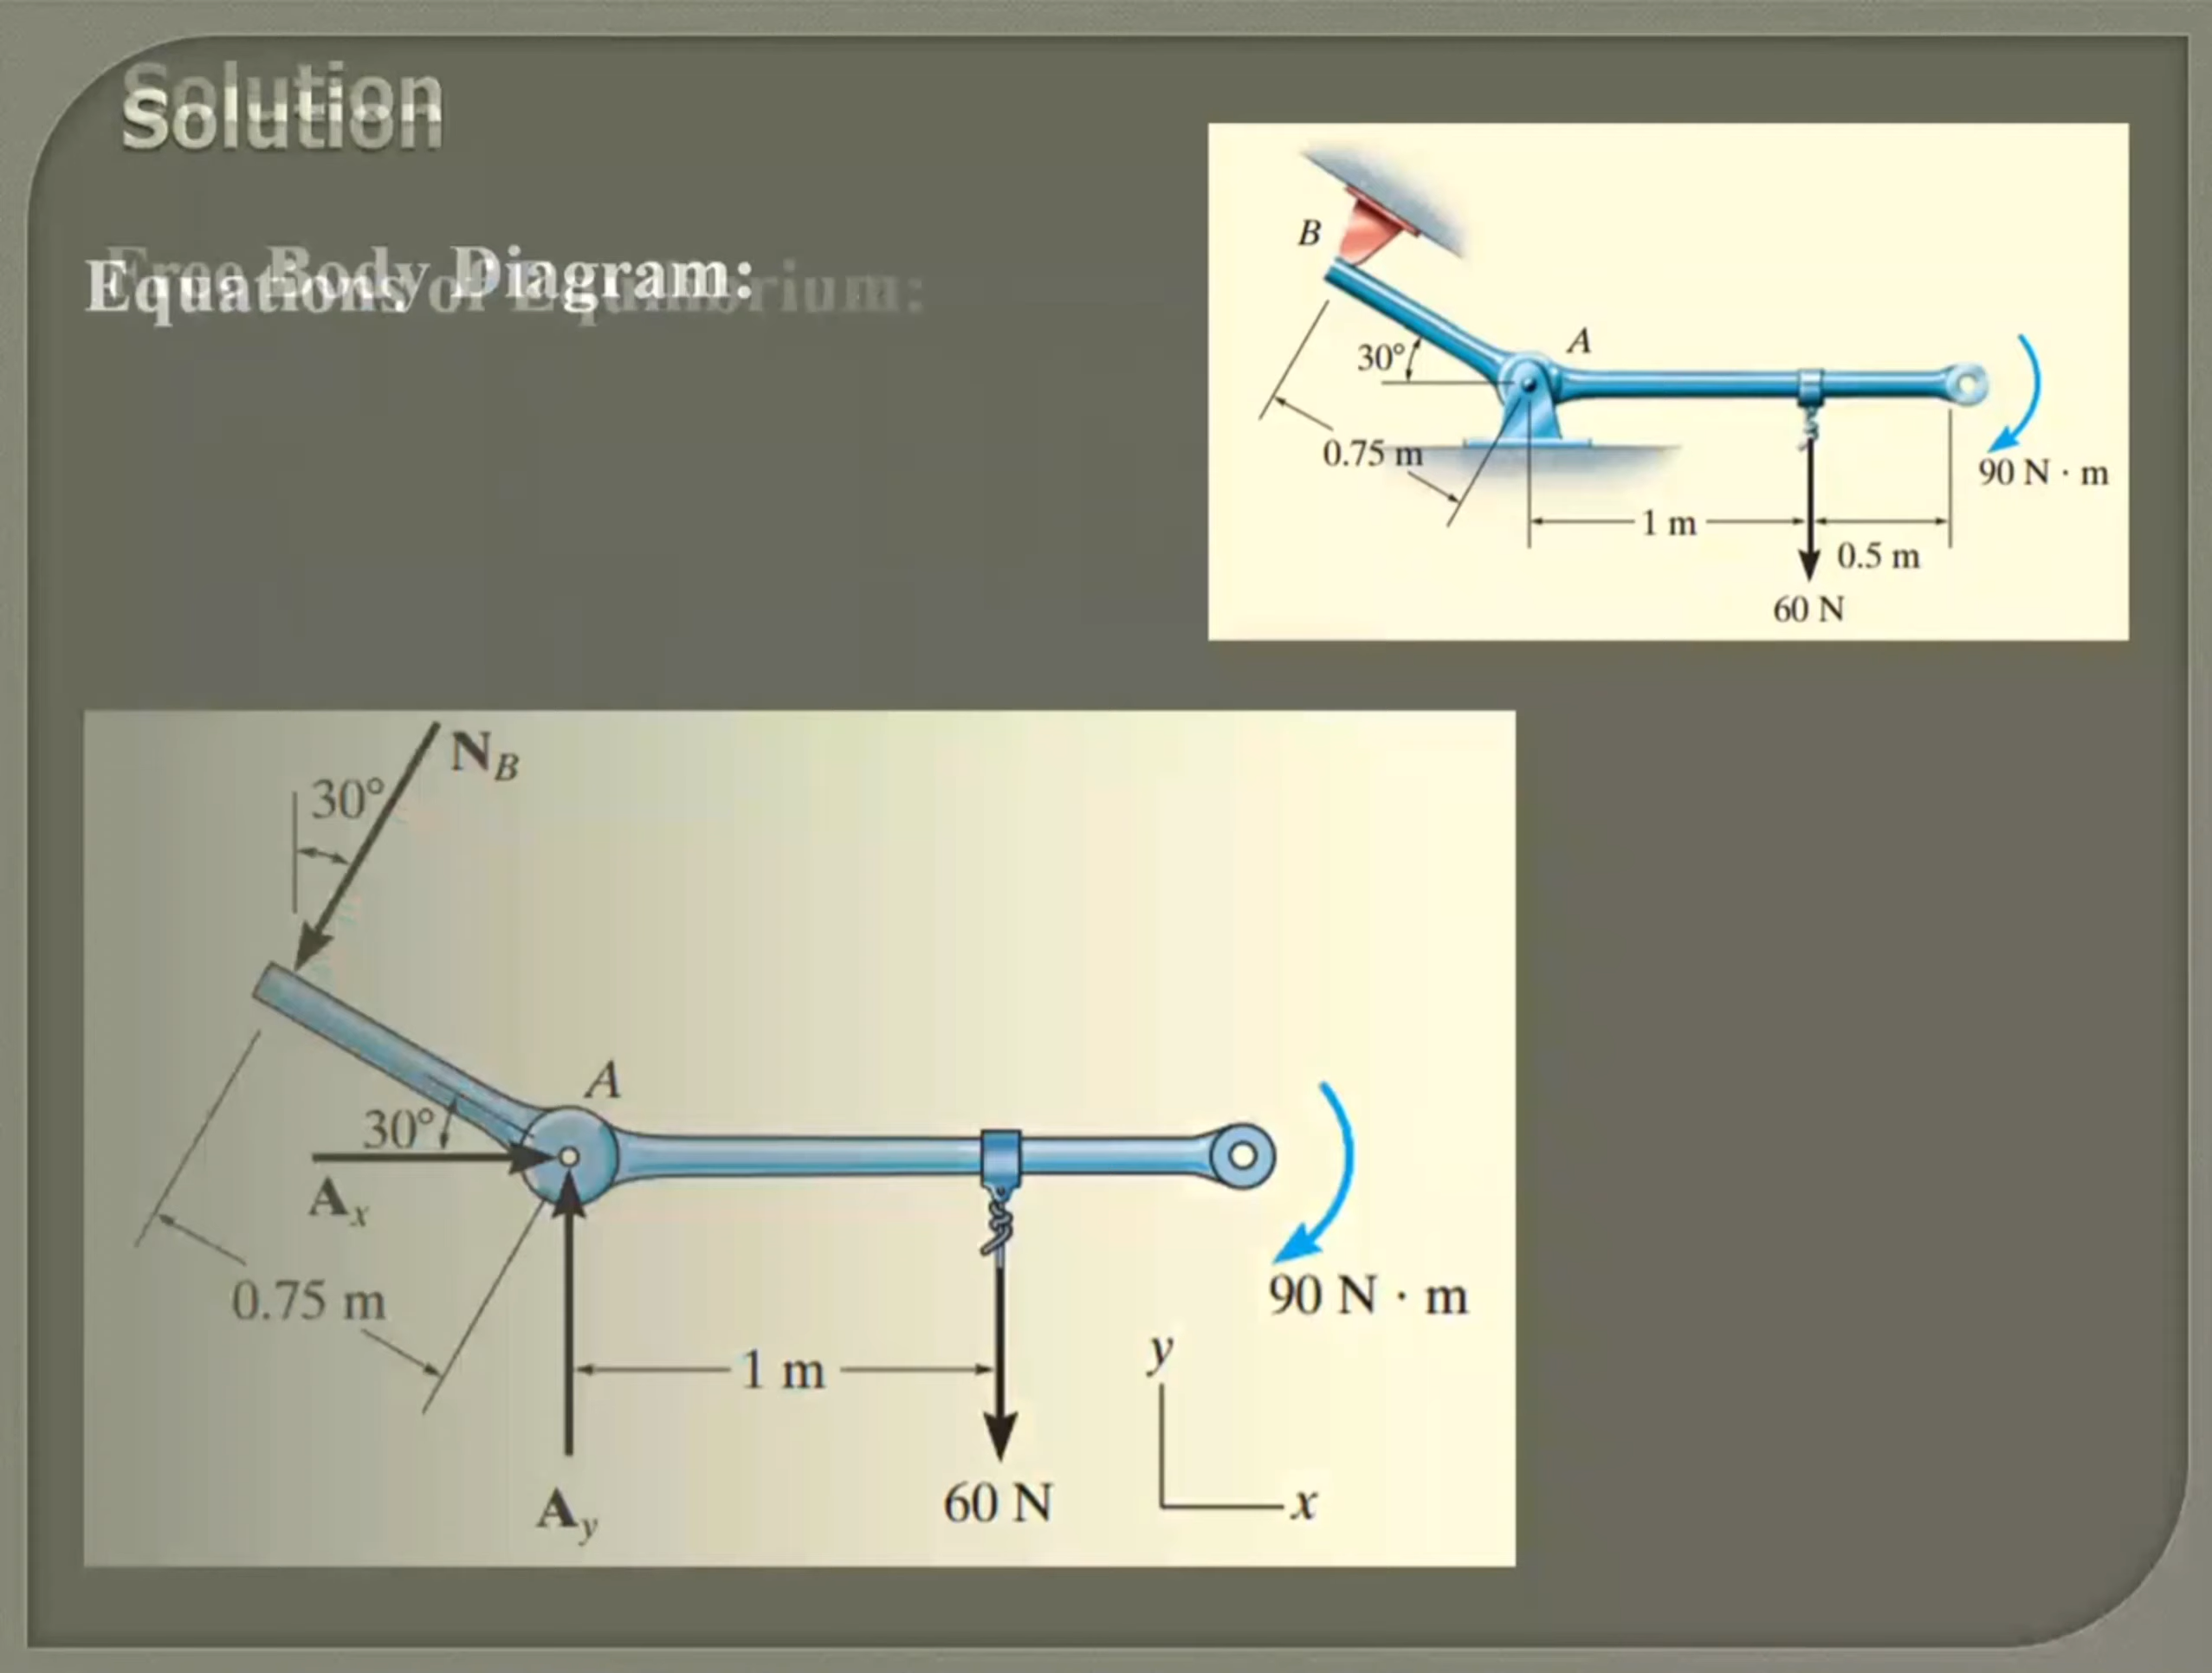 Solution
Solution
Free Body Diagram:
Equations of Equilibrium:
B
A
30°
0.75 m
1 m
0.5 m
90 N · m
60 N
N_B
30°
A
30°
A_x
0.75 m
1 m
90 N · m
A_y
60 N
y
x